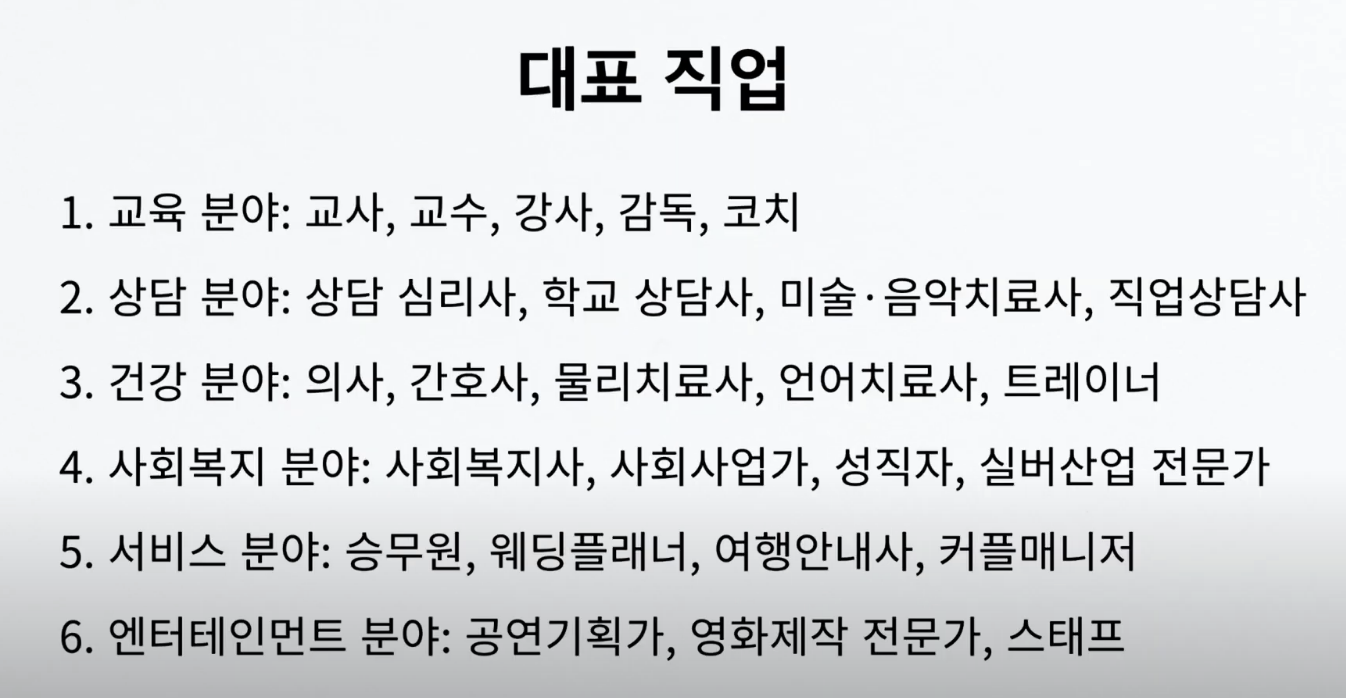 대표 직업
1. 교육 분야: 교사, 교수, 강사, 감독, 코치
2. 상담 분야: 상담 심리사, 학교 상담사, 미술·음악치료사, 직업상담사
3. 건강 분야: 의사, 간호사, 물리치료사, 언어치료사, 트레이너
4. 사회복지 분야: 사회복지사, 사회사업가, 성직자, 실버산업 전문가
5. 서비스 분야: 승무원, 웨딩플래너, 여행안내사, 커플매니저
6. 엔터테인먼트 분야: 공연기획가, 영화제작 전문가, 스태프